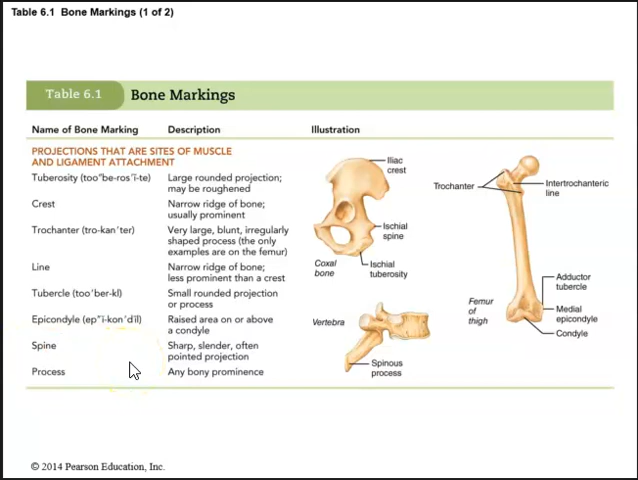 Table 6.1 Bone Markings (1 of 2)
Table 6.1 Bone Markings
Name of Bone Marking Description Illustration
PROJECTIONS THAT ARE SITES OF MUSCLE
AND LIGAMENT ATTACHMENT
Tuberosity (too"be-ros'ĭ-te) Large rounded projection;
may be roughened
Crest Narrow ridge of bone;
usually prominent
Trochanter (tro-kan'ter) Very large, blunt, irregularly
shaped process (the only
examples are on the femur)
Line Narrow ridge of bone;
less prominent than a crest
Tubercle (too'ber-kl) Small rounded projection
or process
Epicondyle (ep"ĭ-kon'dīl) Raised area on or above
a condyle
Spine Sharp, slender, often
pointed projection
Process Any bony prominence
Iliac
crest
Ischial
spine
Coxal
bone
Ischial
tuberosity
Vertebra
Spinous
process
Trochanter
Intertrochanteric
line
Femur
of
thigh
Adductor
tubercle
Medial
epicondyle
Condyle
© 2014 Pearson Education, Inc.